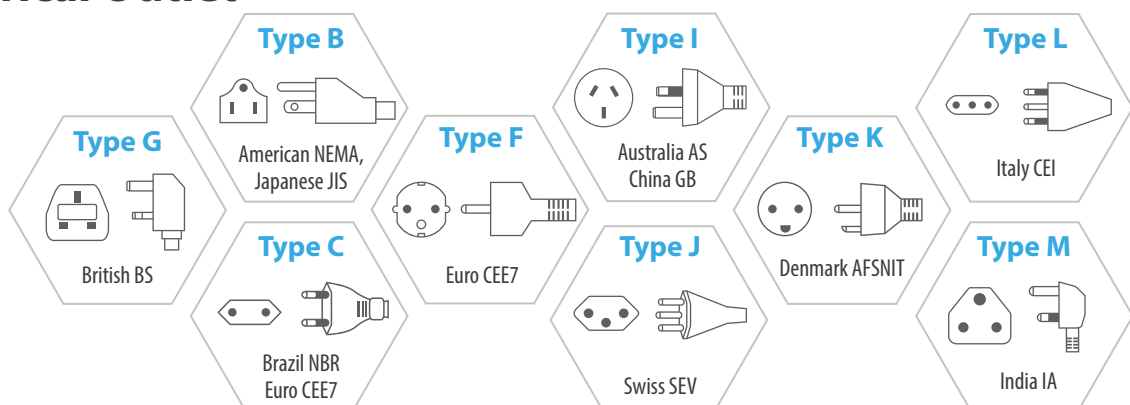 Outlet
Type B
American NEMA,
Japanese JIS
Type I
Australia AS
China GB
Type L
Italy CEI
Type G
British BS
Type F
Euro CEE7
Type K
Denmark AFSNIT
Type C
Brazil NBR
Euro CEE7
Type J
Swiss SEV
Type M
India IA